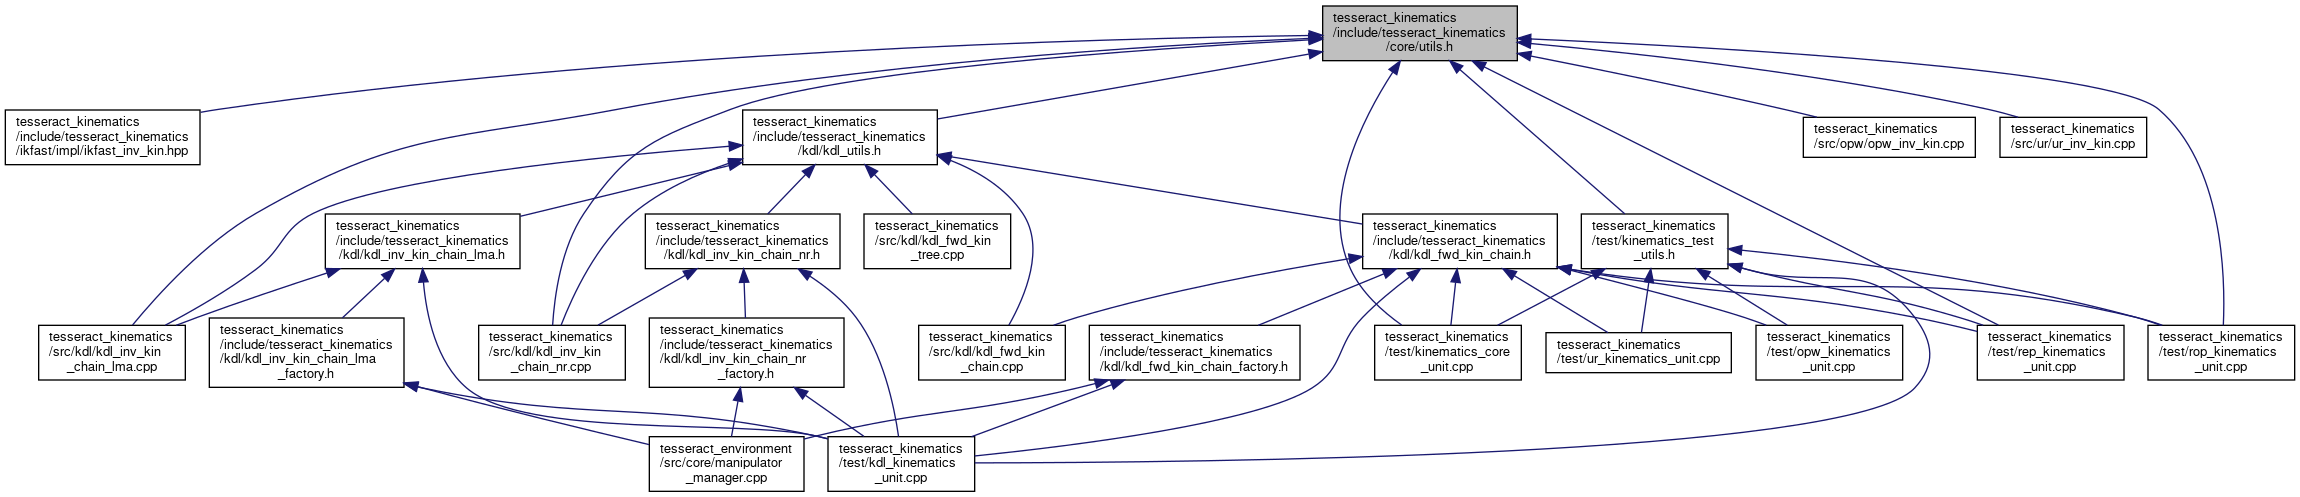 tesseract_kinematics
/include/tesseract_kinematics
/core/utils.h
tesseract_kinematics
/include/tesseract_kinematics
/ikfast/impl/ikfast_inv_kin.hpp
tesseract_kinematics
/include/tesseract_kinematics
/kdl/kdl_utils.h
tesseract_kinematics
/src/opw/opw_inv_kin.cpp
tesseract_kinematics
/src/ur/ur_inv_kin.cpp
tesseract_kinematics
/include/tesseract_kinematics
/kdl/kdl_inv_kin_chain_lma.h
tesseract_kinematics
/include/tesseract_kinematics
/kdl/kdl_inv_kin_chain_nr.h
tesseract_kinematics
/src/kdl/kdl_fwd_kin
_tree.cpp
tesseract_kinematics
/include/tesseract_kinematics
/kdl/kdl_fwd_kin_chain.h
tesseract_kinematics
/test/kinematics_test
_utils.h
tesseract_kinematics
/src/kdl/kdl_inv_kin
_chain_lma.cpp
tesseract_kinematics
/include/tesseract_kinematics
/kdl/kdl_inv_kin_chain_lma
_factory.h
tesseract_kinematics
/src/kdl/kdl_inv_kin
_chain_nr.cpp
tesseract_kinematics
/include/tesseract_kinematics
/kdl/kdl_inv_kin_chain_nr
_factory.h
tesseract_kinematics
/src/kdl/kdl_fwd_kin
_chain.cpp
tesseract_kinematics
/include/tesseract_kinematics
/kdl/kdl_fwd_kin_chain_factory.h
tesseract_kinematics
/test/kinematics_core
_unit.cpp
tesseract_kinematics
/test/ur_kinematics_unit.cpp
tesseract_kinematics
/test/opw_kinematics
_unit.cpp
tesseract_kinematics
/test/rep_kinematics
_unit.cpp
tesseract_kinematics
/test/rop_kinematics
_unit.cpp
tesseract_environment
/src/core/manipulator
_manager.cpp
tesseract_kinematics
/test/kdl_kinematics
_unit.cpp